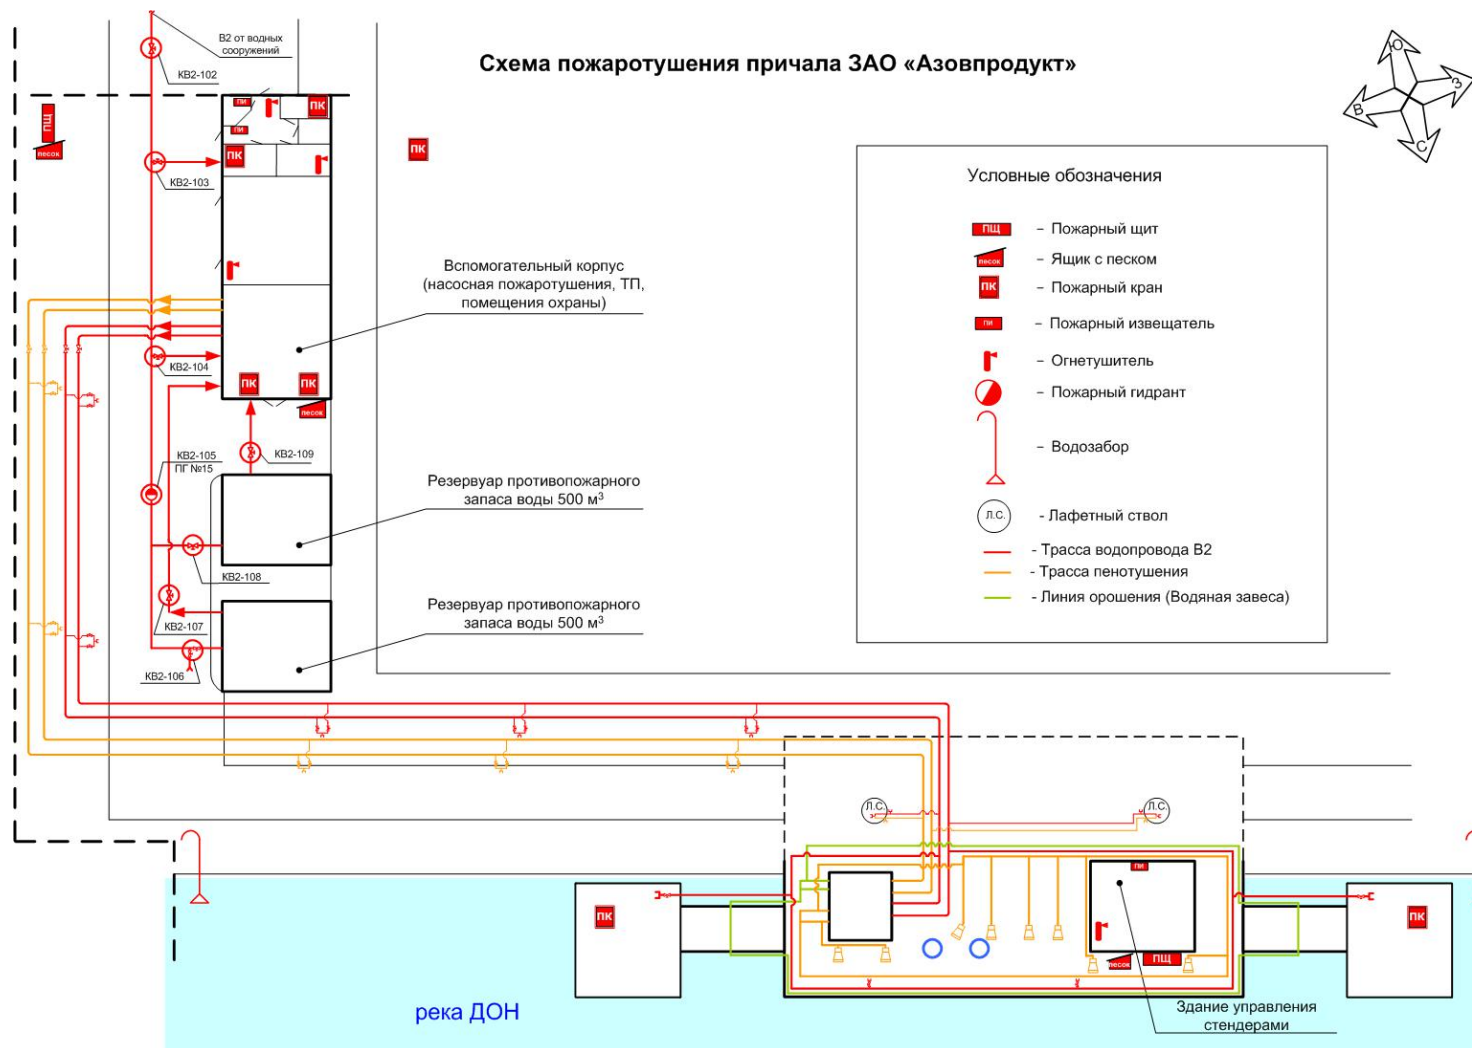 В2 от водных
сооружений
КВ2-102
Схема пожаротушения причала ЗАО «Азовпродукт»
Ю
З
В
С
ПЩ
песок
ПИ
ПК
ПИ
ПК
КВ2-103
ПК
Условные обозначения
ПЩ
– Пожарный щит
песок
– Ящик с песком
ПК
– Пожарный кран
ПИ
– Пожарный извещатель
– Огнетушитель
– Пожарный гидрант
– Водозабор
Л.С.
- Лафетный ствол
- Трасса водопровода В2
- Трасса пенотушения
- Линия орошения (Водяная завеса)
Вспомогательный корпус
(насосная пожаротушения, ТП,
помещения охраны)
КВ2-104
ПК
ПК
песок
КВ2-105
ПГ №15
КВ2-109
Резервуар противопожарного
запаса воды 500 м³
КВ2-108
КВ2-107
Резервуар противопожарного
запаса воды 500 м³
КВ2-106
Л.С.
Л.С.
ПИ
ПК
ПК
песок
ПЩ
река ДОН
Здание управления
стендерами